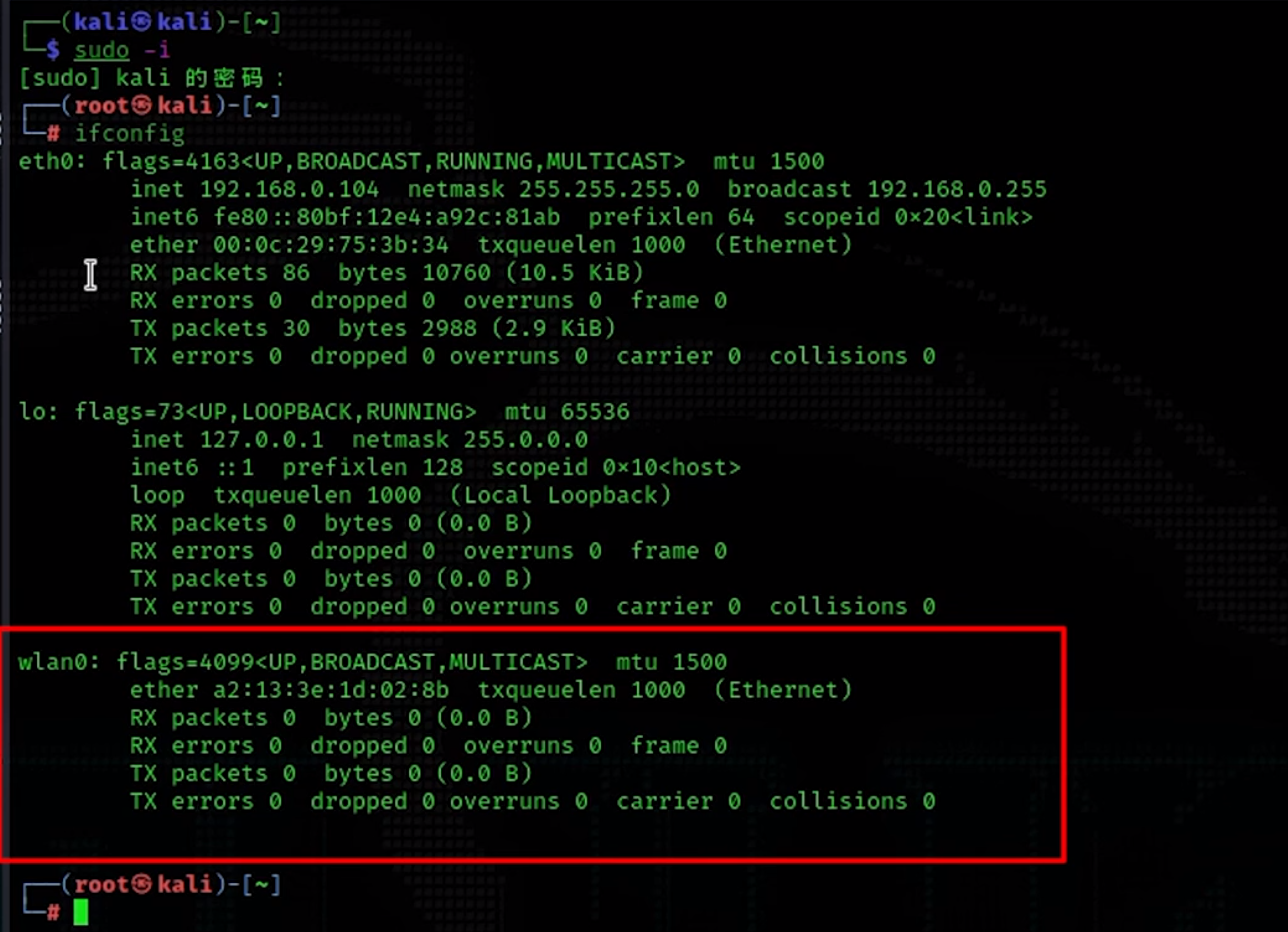 ┌──(kali㉿kali)-[~]
└─$ sudo -i
[sudo] kali 的密码：
┌──(root㉿kali)-[~]
└─# ifconfig
eth0: flags=4163<UP,BROADCAST,RUNNING,MULTICAST>  mtu 1500
        inet 192.168.0.104  netmask 255.255.255.0  broadcast 192.168.0.255
        inet6 fe80::80bf:12e4:a92c:81ab  prefixlen 64  scopeid 0×20<link>
        ether 00:0c:29:75:3b:34  txqueuelen 1000  (Ethernet)
        RX packets 86  bytes 10760 (10.5 KiB)
        RX errors 0  dropped 0  overruns 0  frame 0
        TX packets 30  bytes 2988 (2.9 KiB)
        TX errors 0  dropped 0 overruns 0  carrier 0  collisions 0

lo: flags=73<UP,LOOPBACK,RUNNING>  mtu 65536
        inet 127.0.0.1  netmask 255.0.0.0
        inet6 ::1  prefixlen 128  scopeid 0×10<host>
        loop  txqueuelen 1000  (Local Loopback)
        RX packets 0  bytes 0 (0.0 B)
        RX errors 0  dropped 0  overruns 0  frame 0
        TX packets 0  bytes 0 (0.0 B)
        TX errors 0  dropped 0 overruns 0  carrier 0  collisions 0

wlan0: flags=4099<UP,BROADCAST,MULTICAST>  mtu 1500
        ether a2:13:3e:1d:02:8b  txqueuelen 1000  (Ethernet)
        RX packets 0  bytes 0 (0.0 B)
        RX errors 0  dropped 0  overruns 0  frame 0
        TX packets 0  bytes 0 (0.0 B)
        TX errors 0  dropped 0 overruns 0  carrier 0  collisions 0

┌──(root㉿kali)-[~]
└─#